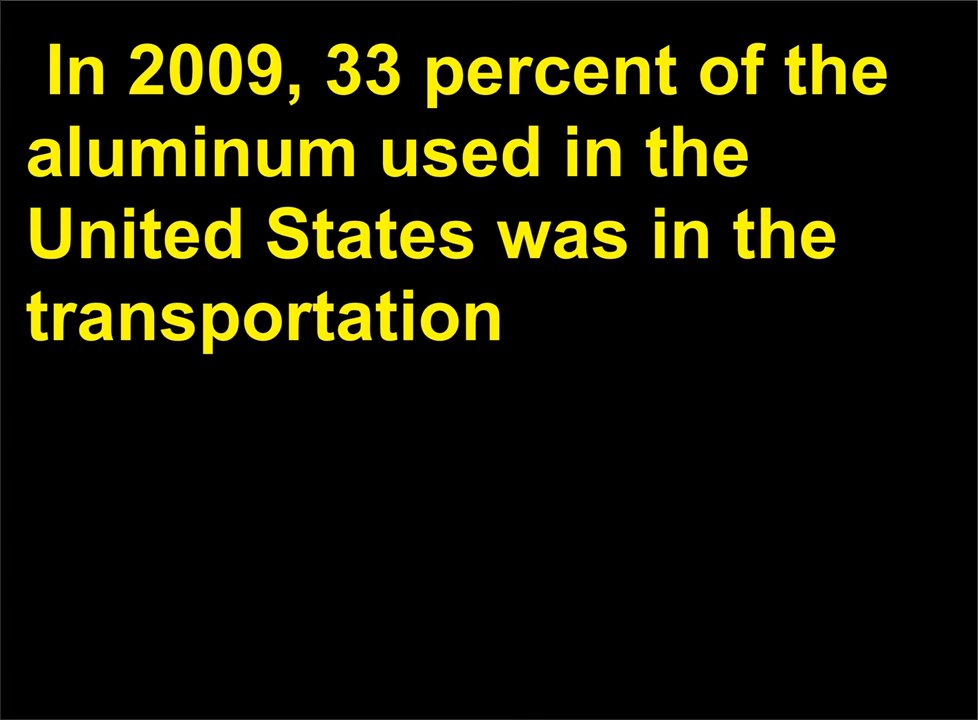 In 2009, 33 percent of the
aluminum used in the
United States was in the
transportation